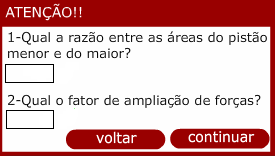 ATENÇÃO!!
1-Qual a razão entre as áreas do pistão
menor e do maior?
2-Qual o fator de ampliação de forças?
voltar
continuar